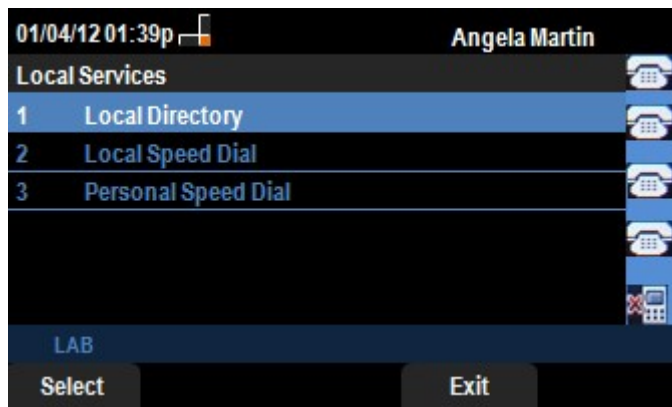 01/04/12 01:39p Angela Martin
Local Services
1 Local Directory
2 Local Speed Dial
3 Personal Speed Dial
LAB
Select Exit